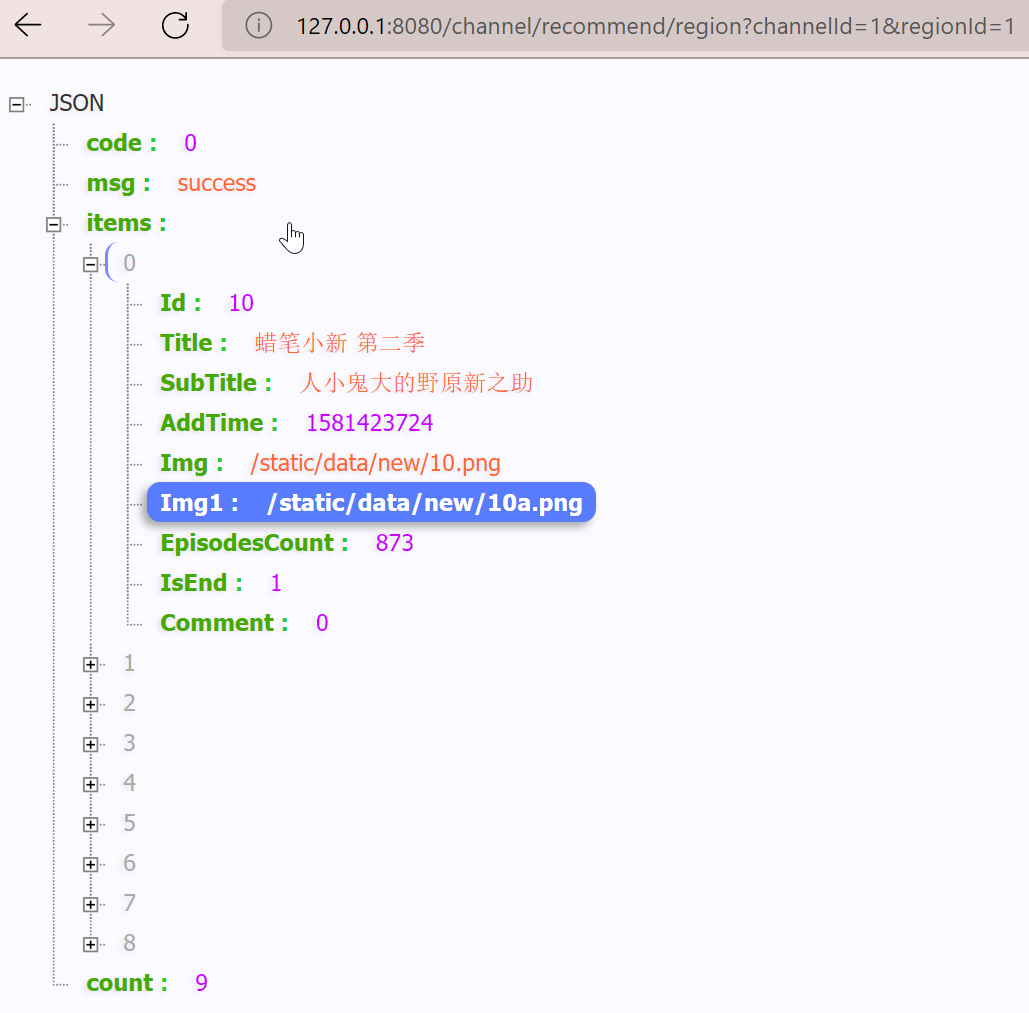 127.0.0.1:8080/channel/recommend/region?channelId=1&regionId=1
JSON
code : 0
msg : success
items :
0
Id : 10
Title : 蜡笔小新 第二季
SubTitle : 人小鬼大的野原新之助
AddTime : 1581423724
Img : /static/data/new/10.png
Img1 : /static/data/new/10a.png
EpisodesCount : 873
IsEnd : 1
Comment : 0
1
2
3
4
5
6
7
8
count : 9